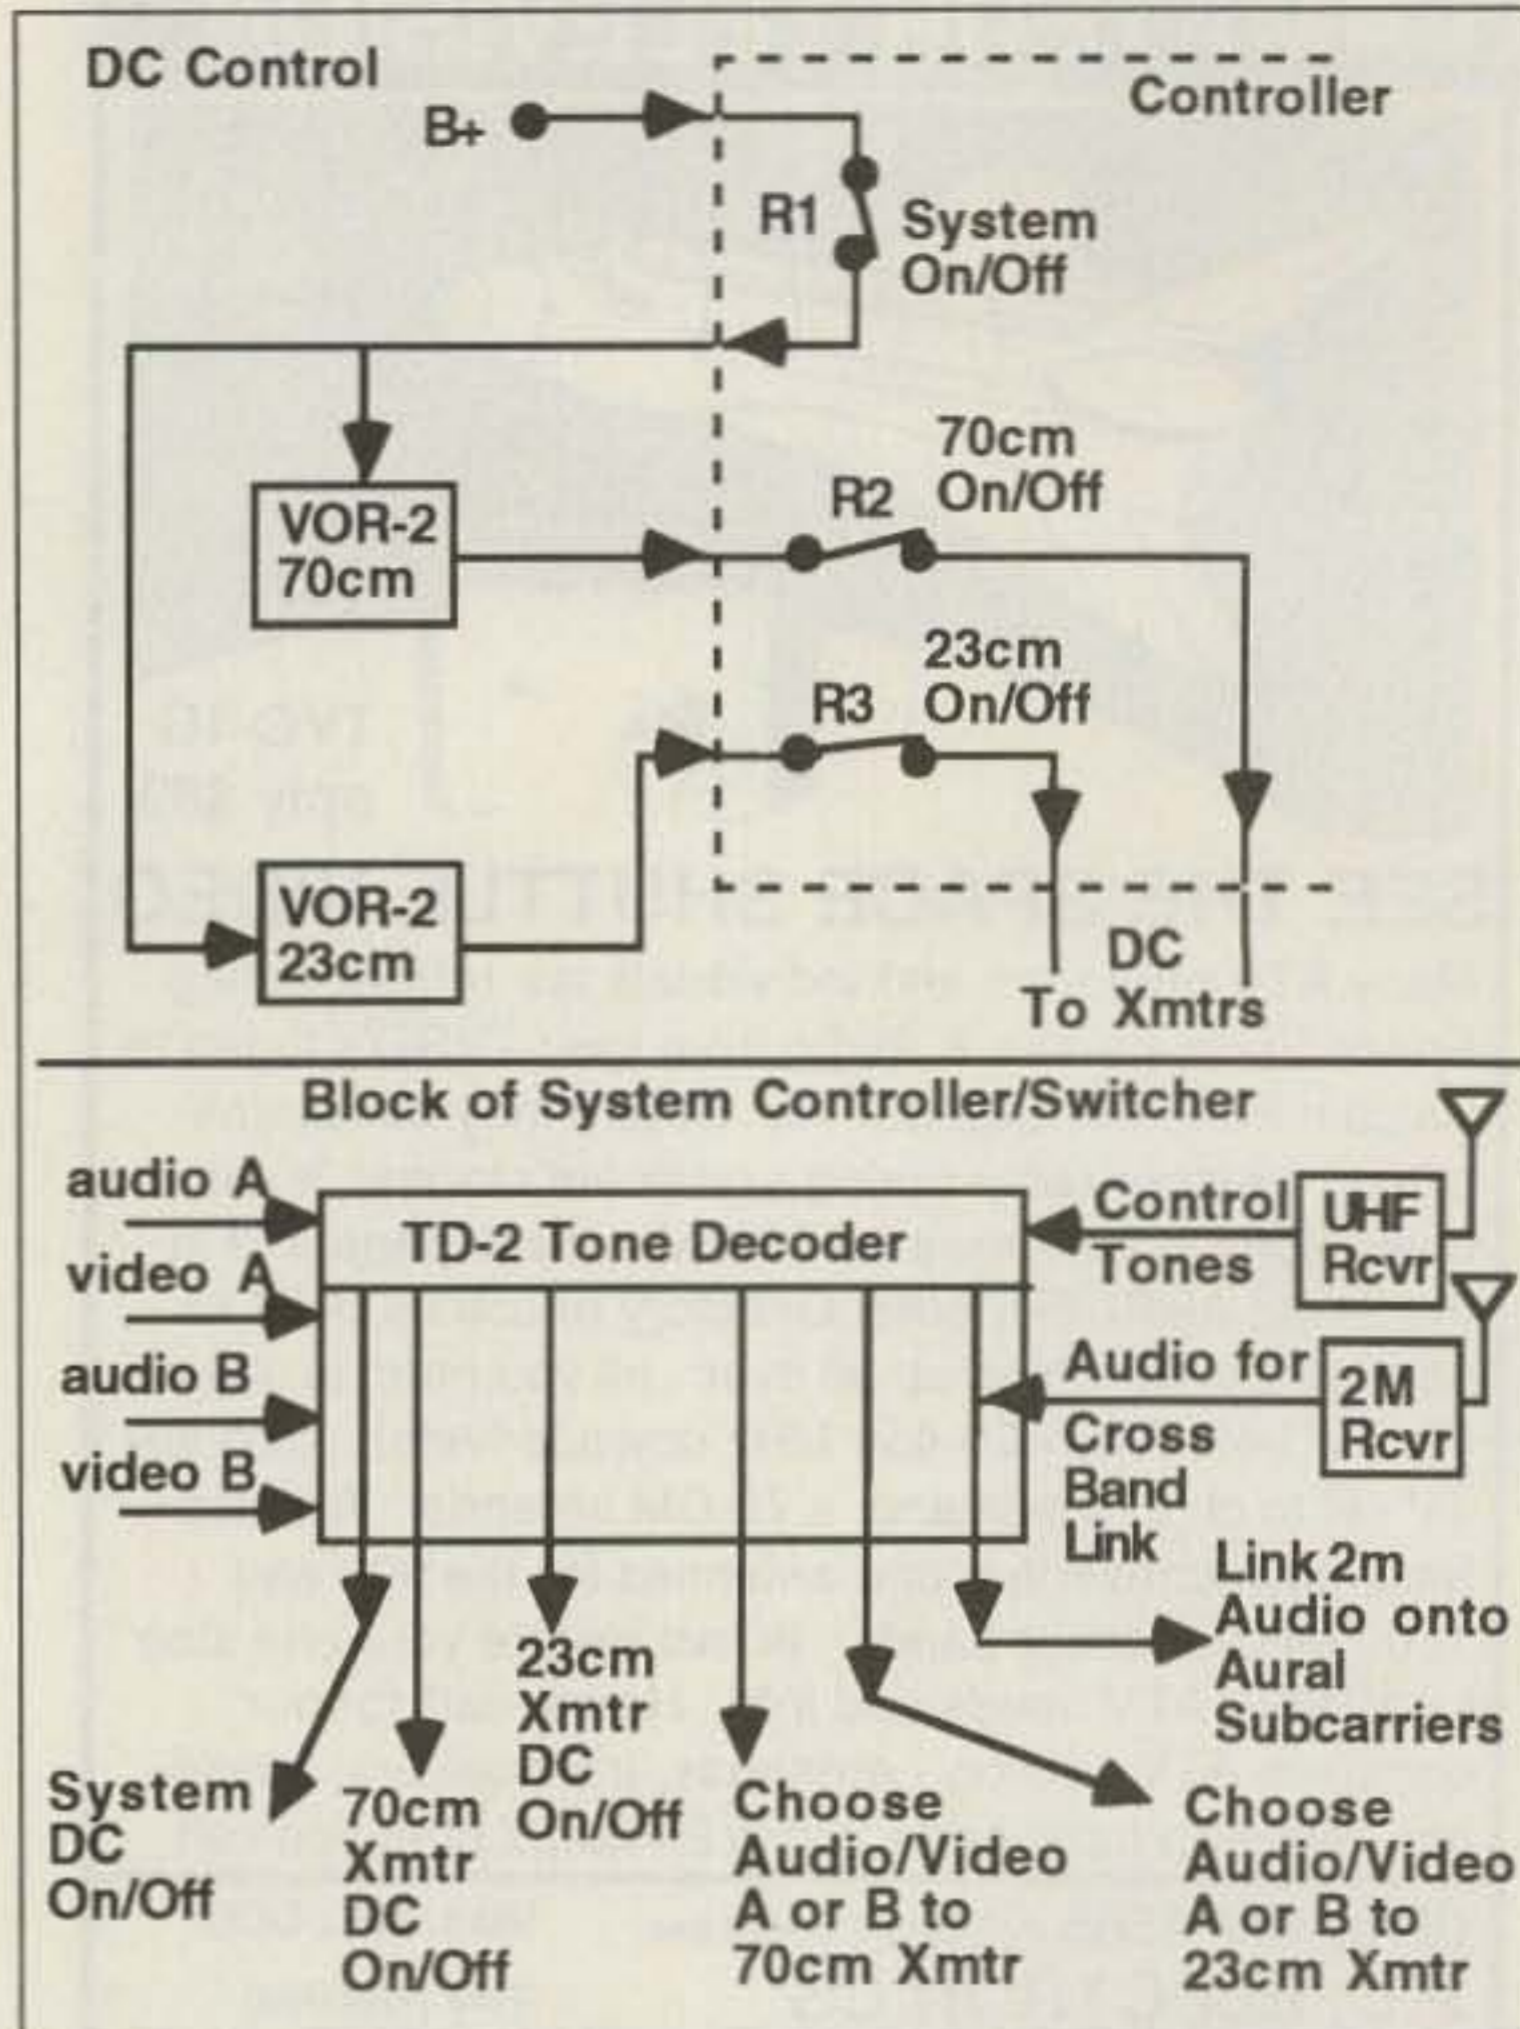 DC Control
Controller
B+
R1
System
On/Off
70cm
On/Off
R2
VOR-2
70cm
23cm
On/Off
R3
VOR-2
23cm
DC
To Xmtrs
Block of System Controller/Switcher
audio A
video A
audio B
video B
TD-2 Tone Decoder
Control
Tones
UHF
Rcvr
Audio for
Cross
Band
Link
2M
Rcvr
Link 2m
Audio onto
Aural
Subcarriers
System
DC
On/Off
70cm
Xmtr
DC
On/Off
23cm
Xmtr
DC
On/Off
Choose
Audio/Video
A or B to
70cm Xmtr
Choose
Audio/Video
A or B to
23cm Xmtr